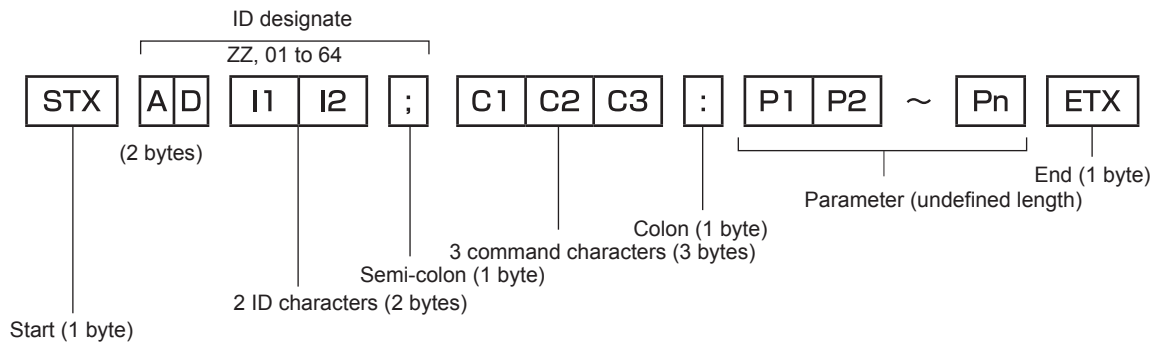 ID designate
ZZ, 01 to 64
STX A D I1 I2 ; C1 C2 C3 : P1 P2 ~ Pn ETX
(2 bytes)
End (1 byte)
Parameter (undefined length)
Colon (1 byte)
3 command characters (3 bytes)
Semi-colon (1 byte)
2 ID characters (2 bytes)
Start (1 byte)